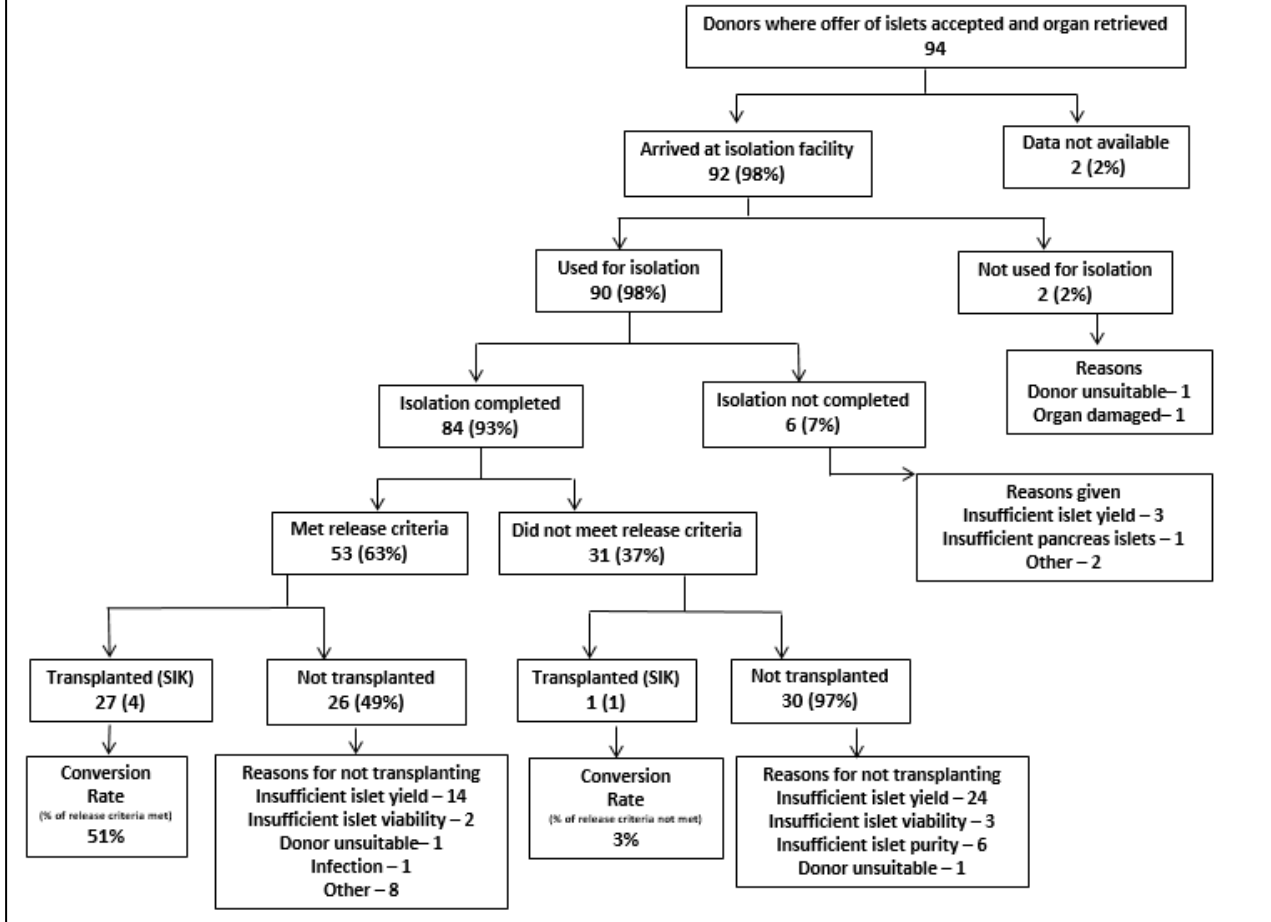 Donors where offer of islets accepted and organ retrieved
94
Arrived at isolation facility
92 (98%)
Data not available
2 (2%)
Used for isolation
90 (98%)
Not used for isolation
2 (2%)
Reasons
Donor unsuitable– 1
Organ damaged– 1
Isolation completed
84 (93%)
Isolation not completed
6 (7%)
Reasons given
Insufficient islet yield – 3
Insufficient pancreas islets – 1
Other – 2
Met release criteria
53 (63%)
Did not meet release criteria
31 (37%)
Transplanted (SIK)
27 (4)
Not transplanted
26 (49%)
Transplanted (SIK)
1 (1)
Not transplanted
30 (97%)
Conversion
Rate
(% of release criteria met)
51%
Reasons for not transplanting
Insufficient islet yield – 14
Insufficient islet viability – 2
Donor unsuitable– 1
Infection – 1
Other – 8
Conversion
Rate
(% of release criteria not met)
3%
Reasons for not transplanting
Insufficient islet yield – 24
Insufficient islet viability – 3
Insufficient islet purity – 6
Donor unsuitable – 1